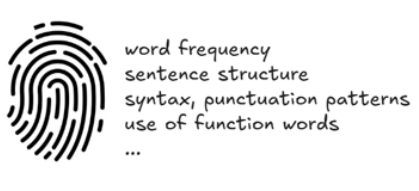 word frequency
sentence structure
syntax, punctuation patterns
use of function words
...